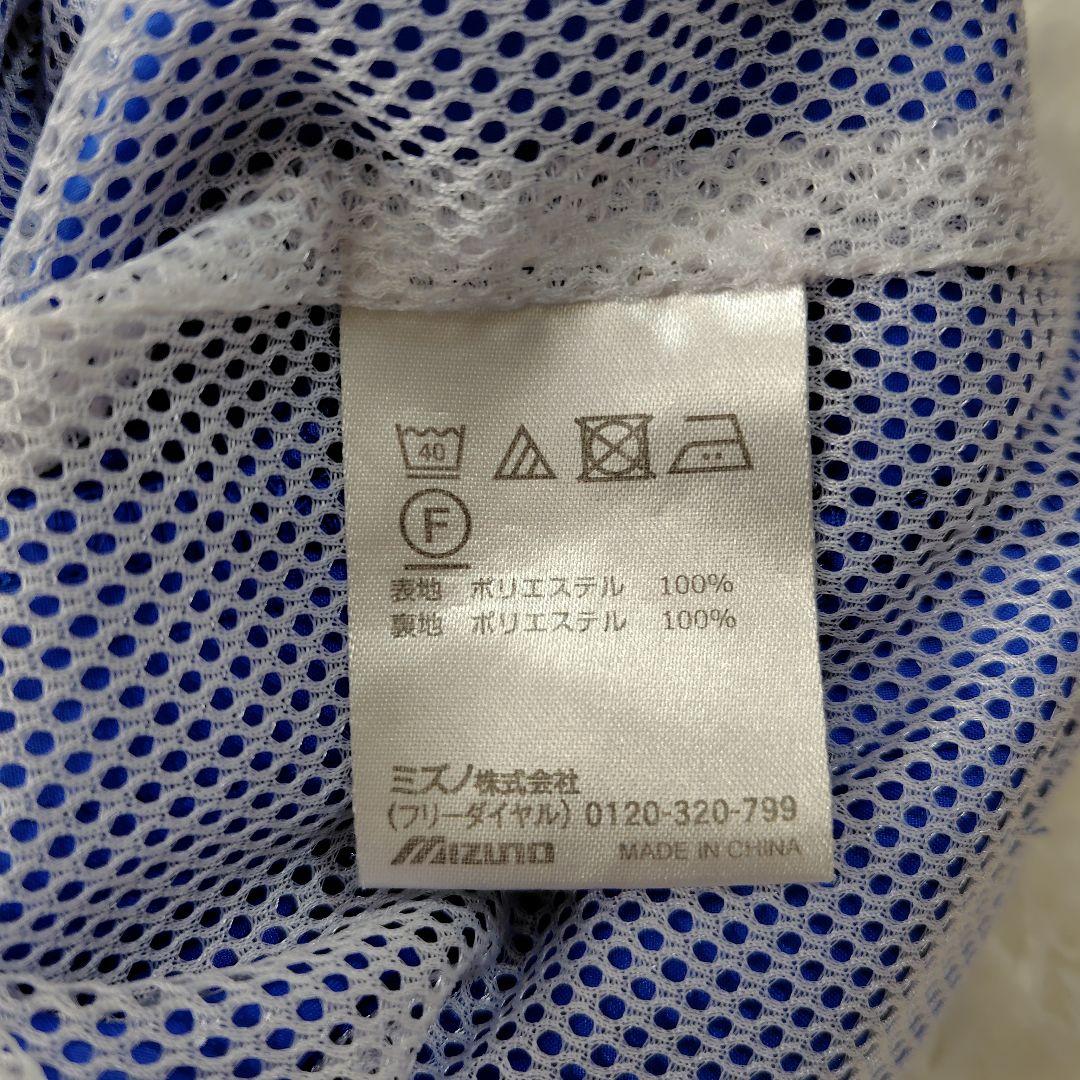 40
F
表地 ポリエステル 100%
裏地 ポリエステル 100%
ミズノ株式会社
(フリーダイヤル) 0120-320-799
mizuno MADE IN CHINA